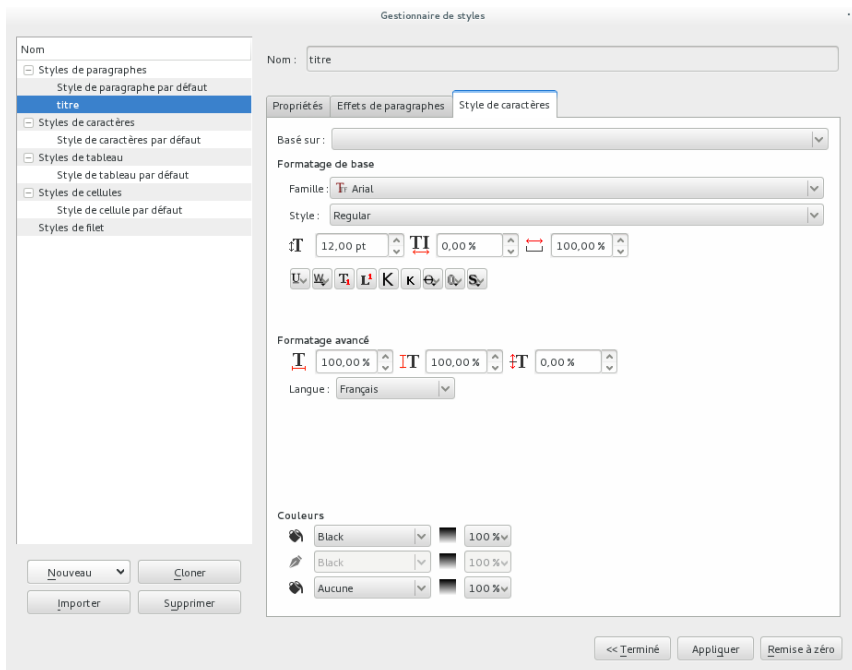 Gestionnaire de styles
Nom
Styles de paragraphes
Style de paragraphe par défaut
titre
Styles de caractères
Style de caractères par défaut
Styles de tableau
Style de tableau par défaut
Styles de cellules
Style de cellule par défaut
Styles de filet
Nouveau Cloner
Importer Supprimer
Nom : titre
Propriétés Effets de paragraphes Style de caractères
Basé sur :
Formatage de base
Famille : Arial
Style : Regular
12,00 pt 0,00 % 100,00 %
Formatage avancé
100,00 % 100,00 % 0,00 %
Langue : Français
Couleurs
Black 100 %
Black 100 %
Aucune 100 %
<< Terminé Appliquer Remise à zéro